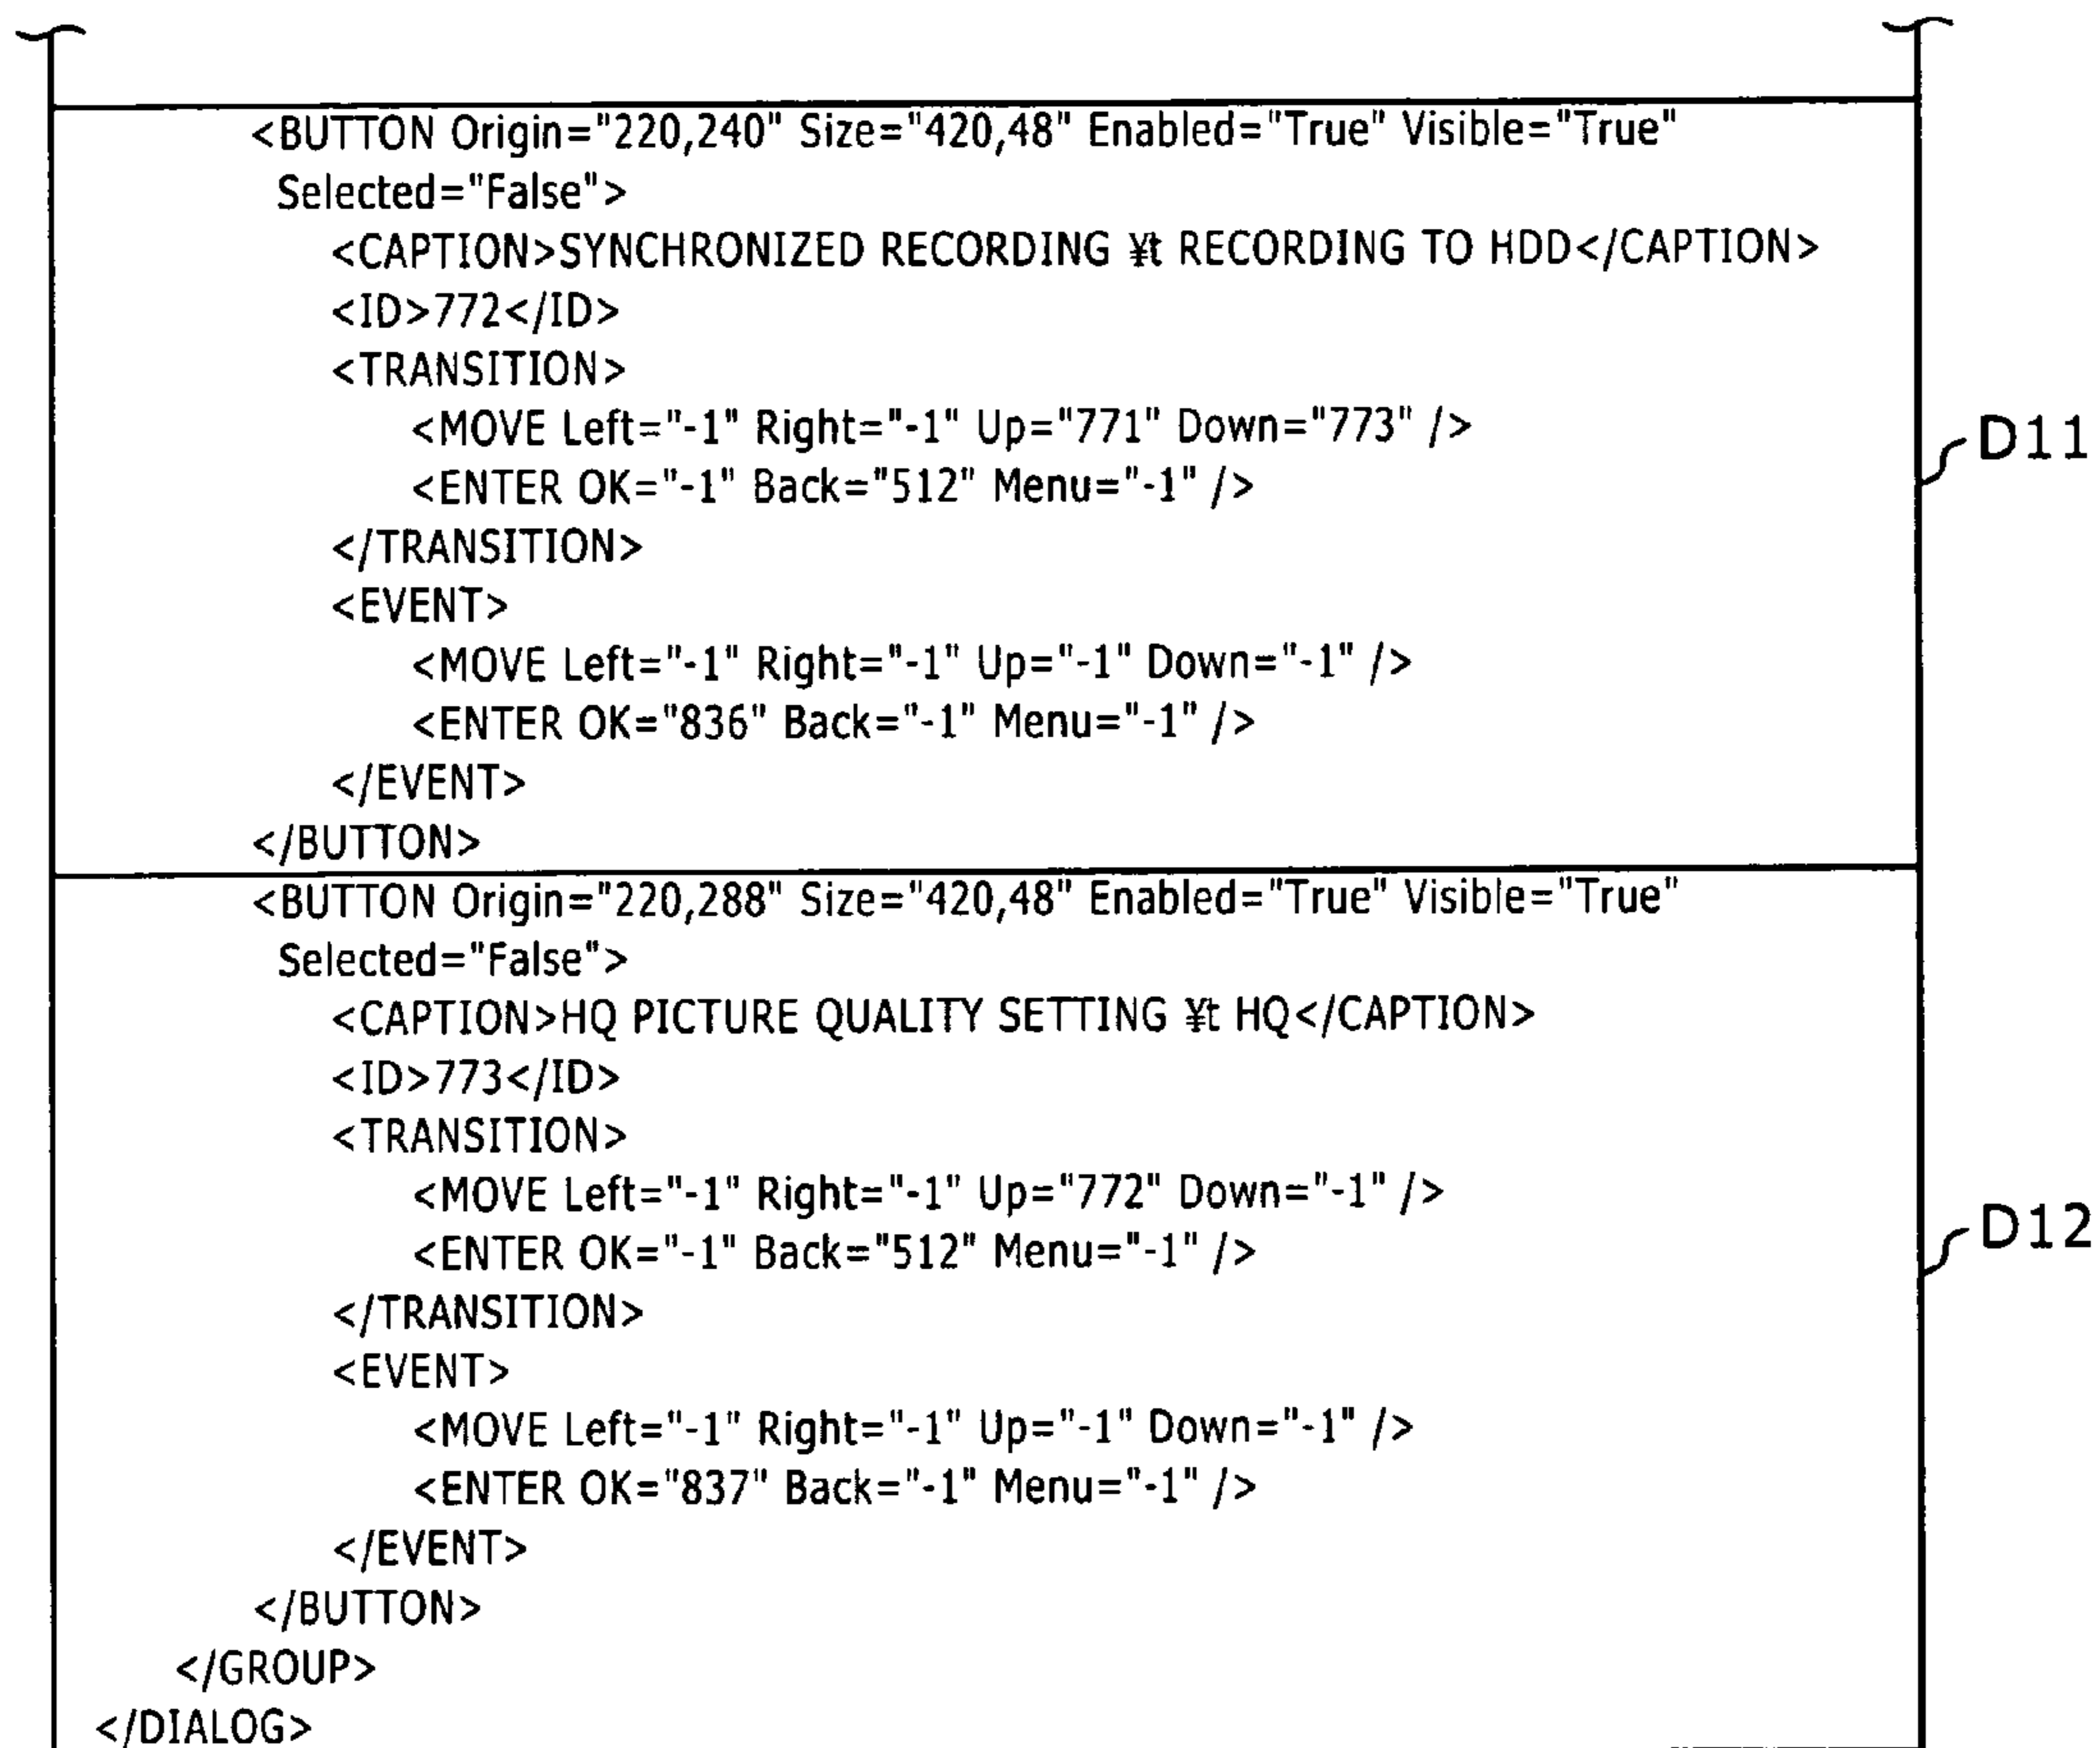 <BUTTON Origin="220,240" Size="420,48" Enabled="True" Visible="True"
Selected="False">
<CAPTION>SYNCHRONIZED RECORDING ¥t RECORDING TO HDD</CAPTION>
<ID>772</ID>
<TRANSITION>
<MOVE Left="-1" Right="-1" Up="771" Down="773" />
<ENTER OK="-1" Back="512" Menu="-1" />
</TRANSITION>
<EVENT>
<MOVE Left="-1" Right="-1" Up="-1" Down="-1" />
<ENTER OK="836" Back="-1" Menu="-1" />
</EVENT>
</BUTTON>
D11
<BUTTON Origin="220,288" Size="420,48" Enabled="True" Visible="True"
Selected="False">
<CAPTION>HQ PICTURE QUALITY SETTING ¥t HQ</CAPTION>
<ID>773</ID>
<TRANSITION>
<MOVE Left="-1" Right="-1" Up="772" Down="-1" />
<ENTER OK="-1" Back="512" Menu="-1" />
</TRANSITION>
<EVENT>
<MOVE Left="-1" Right="-1" Up="-1" Down="-1" />
<ENTER OK="837" Back="-1" Menu="-1" />
</EVENT>
</BUTTON>
</GROUP>
</DIALOG>
D12